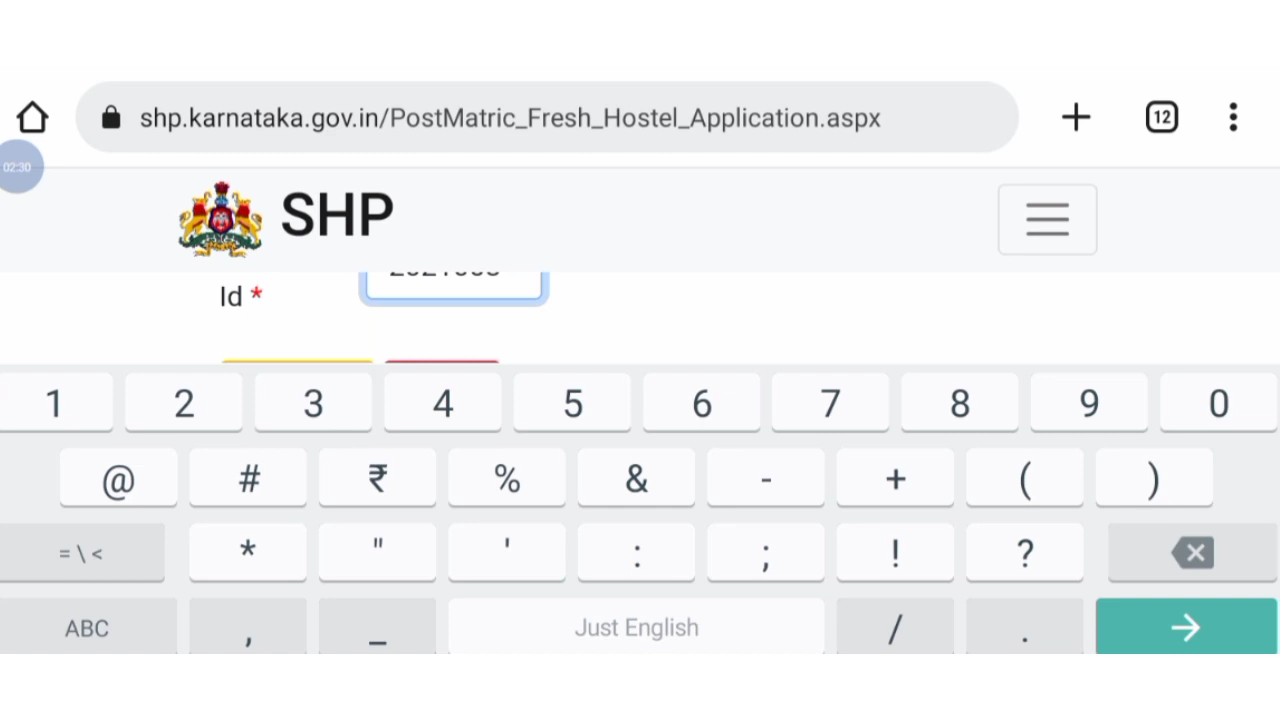 shp.karnataka.gov.in/PostMatric_Fresh_Hostel_Application.aspx
12
02:30
SHP
Id *
1 2 3 4 5 6 7 8 9 0
@ # ₹ % & - + ( )
= \ < * " ' : ; ! ?
ABC , _ Just English / .